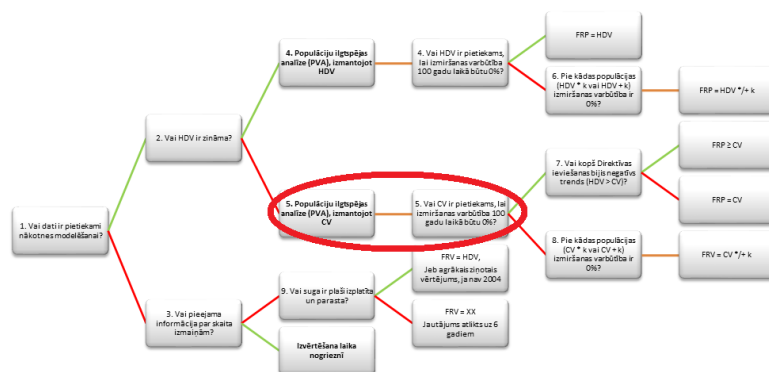 4. Populāciju ilgtspējas
analīze (PVA), izmantojot
HDV
4. Vai HDV ir pietiekams,
lai izmiršanas varbūtība
100 gadu laikā būtu 0%?
FRP = HDV
6. Pie kādas populācijas
(HDV * k vai HDV + k)
izmiršanas varbūtība ir
0%?
FRP = HDV */+ k
2. Vai HDV ir zināma?
5. Populāciju ilgtspējas
analīze (PVA), izmantojot
CV
5. Vai CV ir pietiekams, lai
izmiršanas varbūtība 100
gadu laikā būtu 0%?
7. Vai kopš Direktīvas
ieviešanas bijis negatīvs
trends (HDV > CV)?
FRP ≥ CV
FRP = CV
8. Pie kādas populācijas
(CV * k vai CV + k)
izmiršanas varbūtība ir
0%?
FRV = CV */+ k
1. Vai dati ir pietiekami
nākotnes modelēšanai?
3. Vai pieejama
informācija par skaita
izmaiņām?
9. Vai suga ir plaši izplatīta
un parasta?
FRV = HDV,
Jeb agrākais ziņotais
vērtējums, ja nav 2004
FRV = XX
Jautājums atlikts uz 6
gadiem
Izvērtēšana laika
nogrieznī